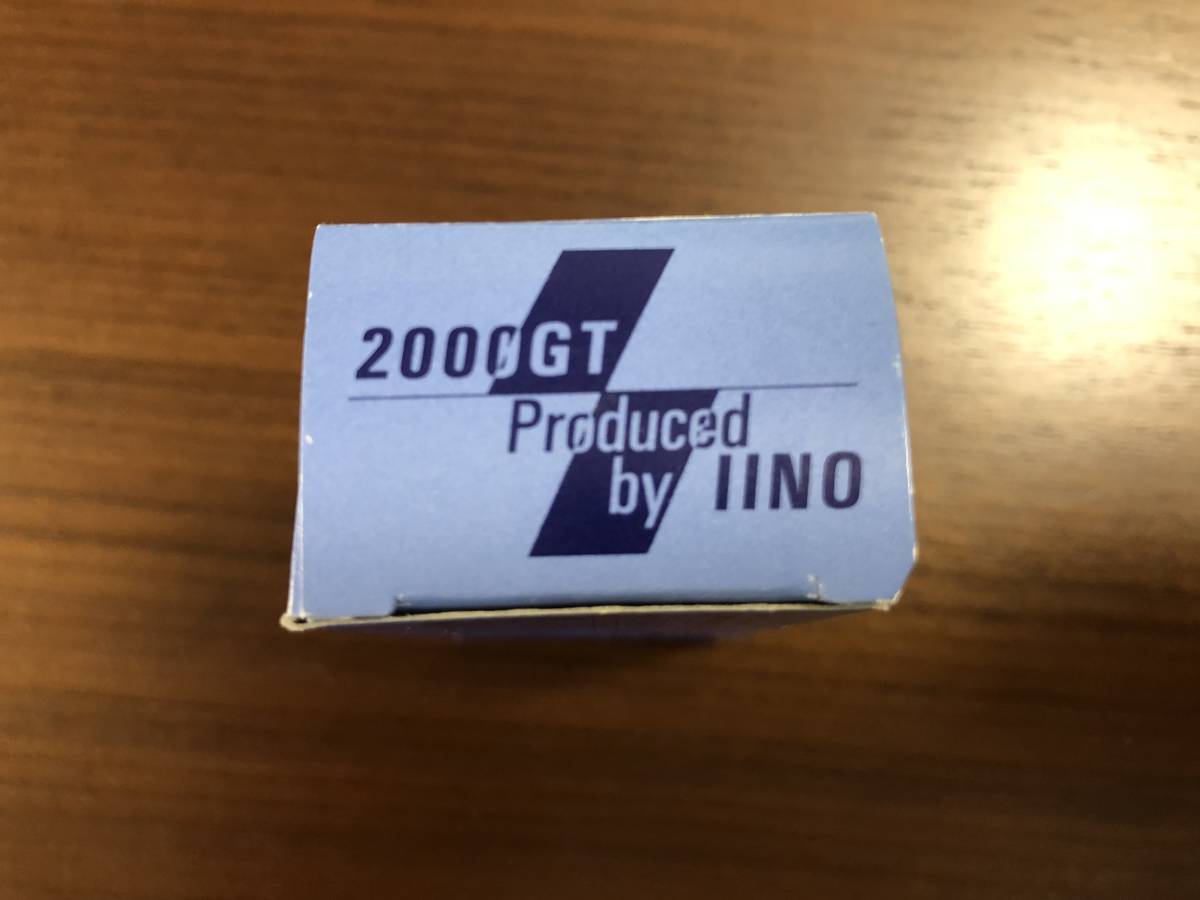 2000GT
Produced
by IINO